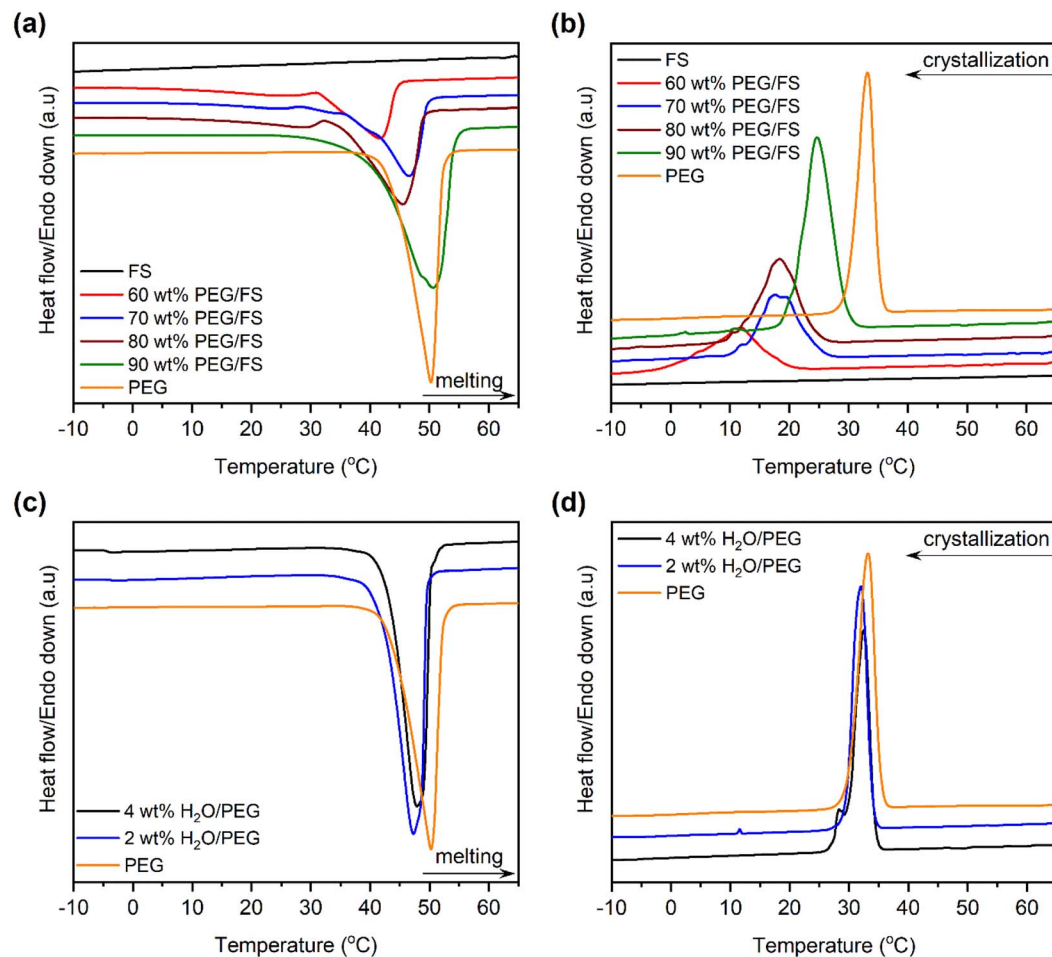 (a)
Heat flow/Endo down (a.u)
FS
60 wt% PEG/FS
70 wt% PEG/FS
80 wt% PEG/FS
90 wt% PEG/FS
PEG
melting
-10 0 10 20 30 40 50 60
Temperature (°C)
(b)
Heat flow/Endo down (a.u)
FS
60 wt% PEG/FS
70 wt% PEG/FS
80 wt% PEG/FS
90 wt% PEG/FS
PEG
crystallization
-10 0 10 20 30 40 50 60
Temperature (°C)
(c)
Heat flow/Endo down (a.u)
4 wt% H₂O/PEG
2 wt% H₂O/PEG
PEG
melting
-10 0 10 20 30 40 50 60
Temperature (°C)
(d)
Heat flow/Endo down (a.u)
4 wt% H₂O/PEG
2 wt% H₂O/PEG
PEG
crystallization
-10 0 10 20 30 40 50 60
Temperature (°C)